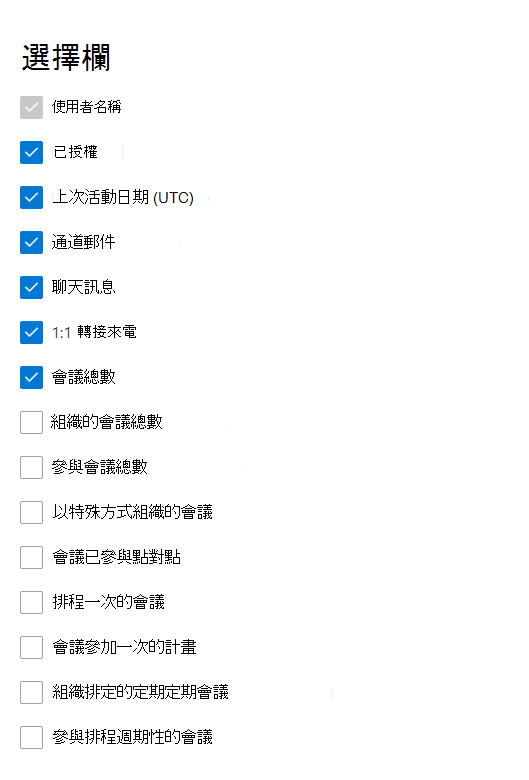 選擇欄
使用者名稱
已授權
上次活動日期 (UTC)
通道郵件
聊天訊息
1:1 轉接來電
會議總數
組織的會議總數
參與會議總數
以特殊方式組織的會議
會議已參與點對點
排程一次的會議
會議參加一次的計畫
組織排定的定期定期會議
參與排程週期性的會議